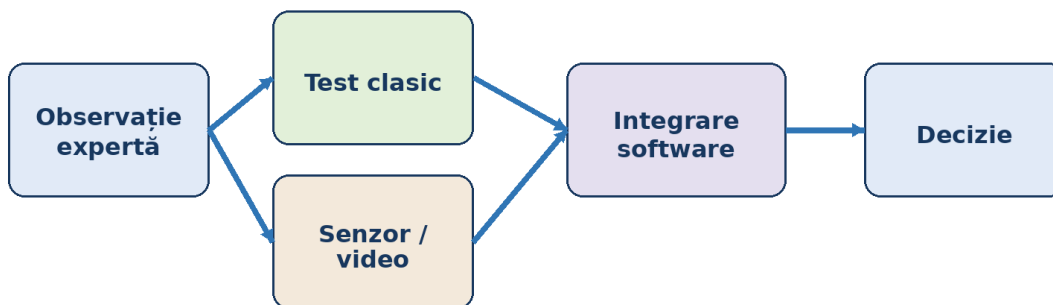 Observație
expertă
Test clasic
Senzor /
video
Integrare
software
Decizie